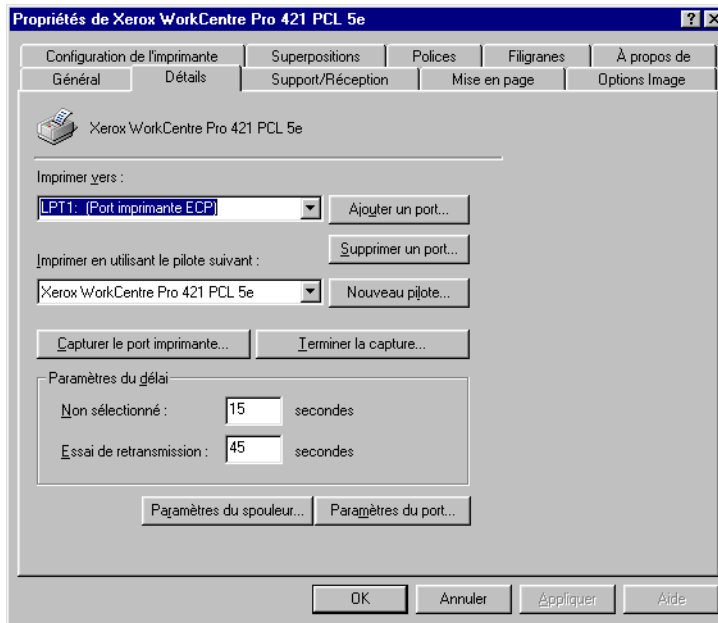 Propriétés de Xerox WorkCentre Pro 421 PCL 5e
Configuration de l'imprimante Superpositions Polices Filigranes À propos de
Général Détails Support/Réception Mise en page Options Image
Xerox WorkCentre Pro 421 PCL 5e
Imprimer vers :
LPT1: (Port imprimante ECP) Ajouter un port...
Supprimer un port...
Imprimer en utilisant le pilote suivant :
Xerox WorkCentre Pro 421 PCL 5e Nouveau pilote...
Capturer le port imprimante... Terminer la capture...
Paramètres du délai
Non sélectionné : 15 secondes
Essai de retransmission : 45 secondes
Paramètres du spouleur... Paramètres du port...
OK Annuler Appliquer Aide